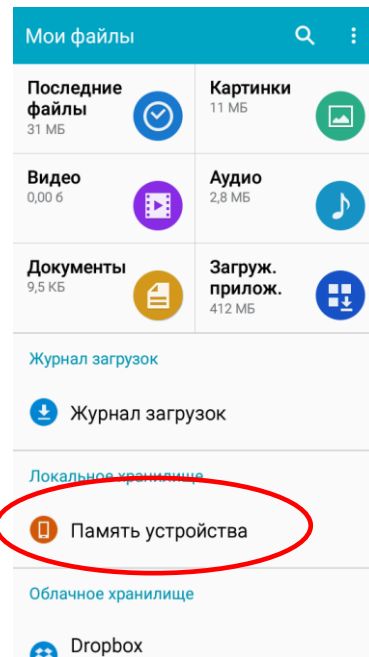 Мои файлы
Последние
файлы
31 МБ
Картинки
11 МБ
Видео
0,00 б
Аудио
2,8 МБ
Документы
9,5 КБ
Загруж.
прилож.
412 МБ
Журнал загрузок
Журнал загрузок
Локальное хранилище
Память устройства
Облачное хранилище
Dropbox